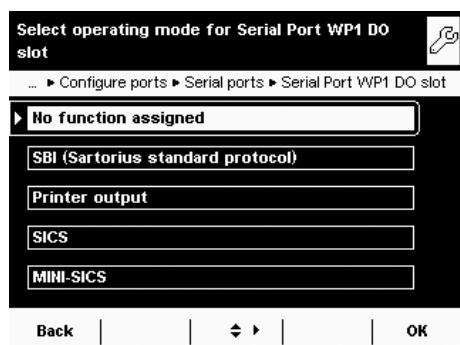 Select operating mode for Serial Port WP1 DO
slot
... ▸ Configure ports ▸ Serial ports ▸ Serial Port WP1 DO slot
No function assigned
SBI (Sartorius standard protocol)
Printer output
SICS
MINI-SICS
Back OK